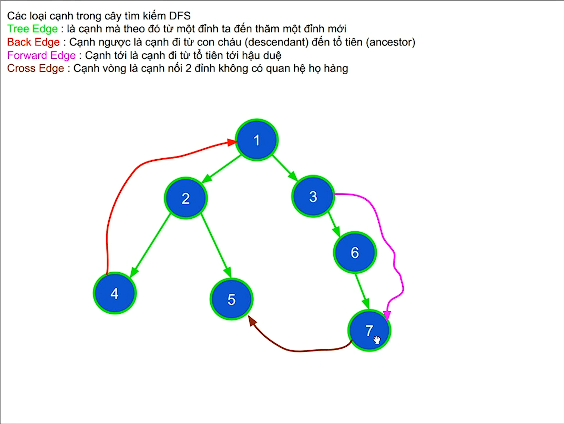 Các loại cạnh trong cây tìm kiếm DFS
Tree Edge : là cạnh mà theo đó từ một đỉnh ta đến thăm một đỉnh mới
Back Edge : Cạnh ngược là cạnh đi từ con cháu (descendant) đến tổ tiên (ancestor)
Forward Edge : Cạnh tới là cạnh đi từ tổ tiên tới hậu duệ
Cross Edge : Cạnh vòng là cạnh nối 2 đỉnh không có quan hệ họ hàng
1
2
3
6
4
5
7